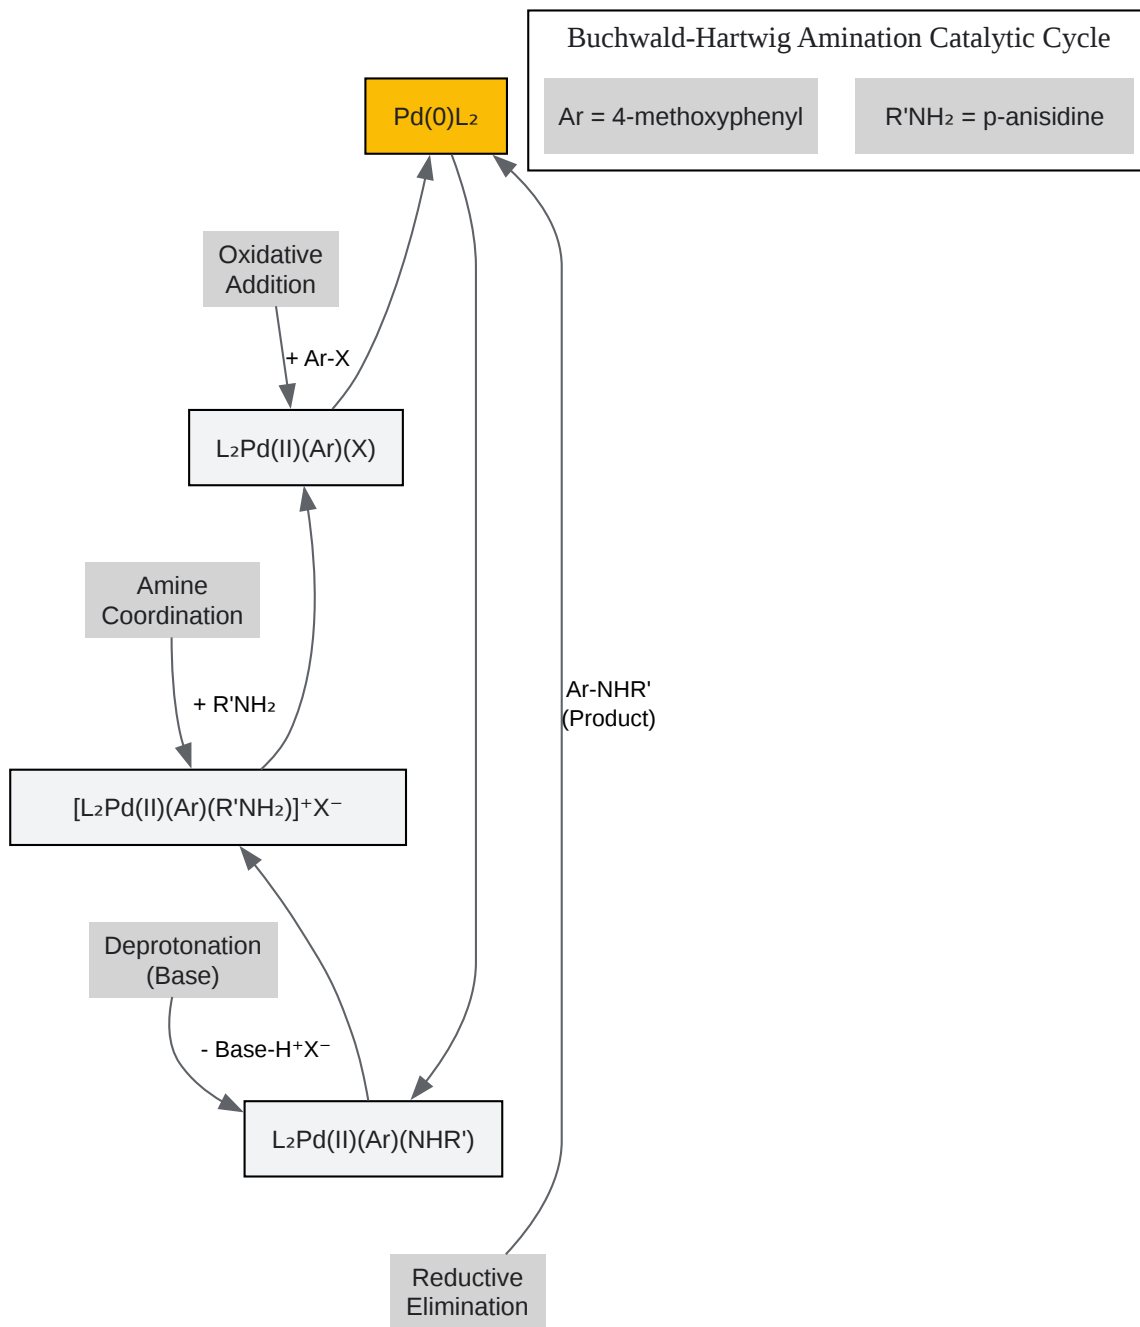 Buchwald-Hartwig Amination Catalytic Cycle
Pd(0)L₂
Ar = 4-methoxyphenyl
R'NH₂ = p-anisidine
Oxidative
Addition
+ Ar-X
L₂Pd(II)(Ar)(X)
Amine
Coordination
+ R'NH₂
Ar-NHR'
(Product)
[L₂Pd(II)(Ar)(R'NH₂)]⁺X⁻
Deprotonation
(Base)
- Base-H⁺X⁻
L₂Pd(II)(Ar)(NHR')
Reductive
Elimination